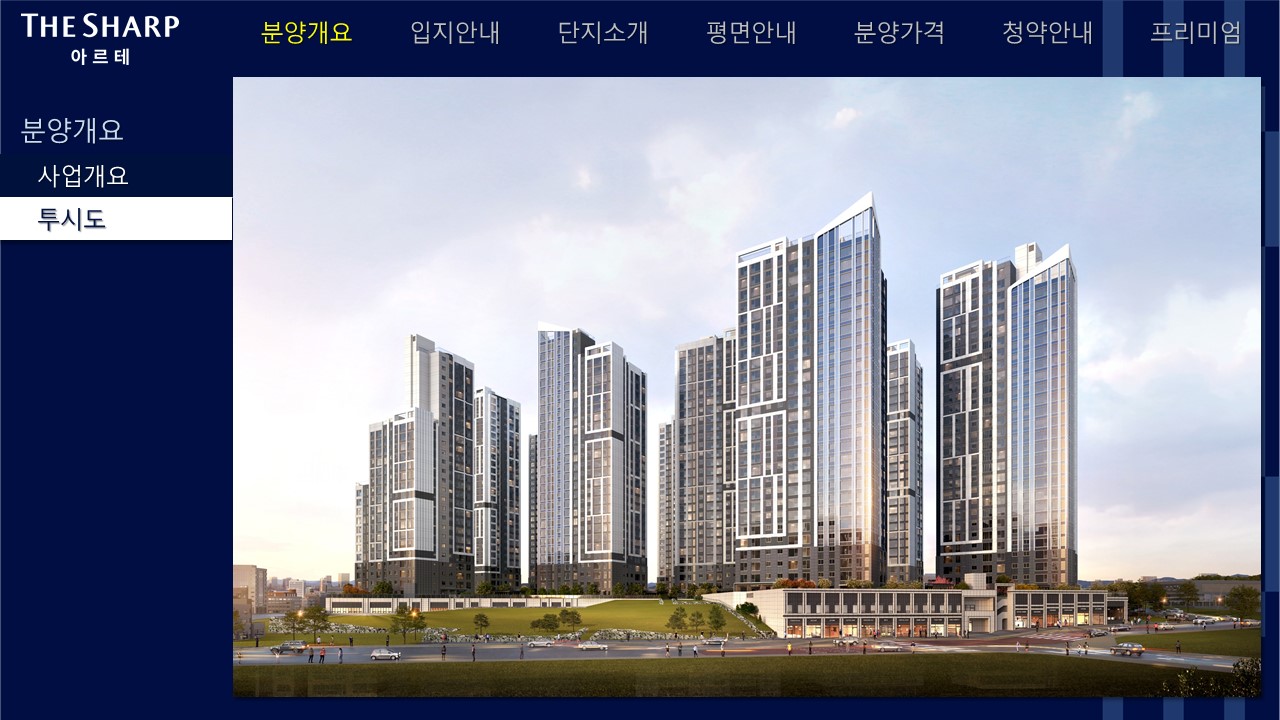 THE SHARP
아르테
분양개요
입지안내
단지소개
평면안내
분양가격
청약안내
프리미엄
분양개요
사업개요
투시도